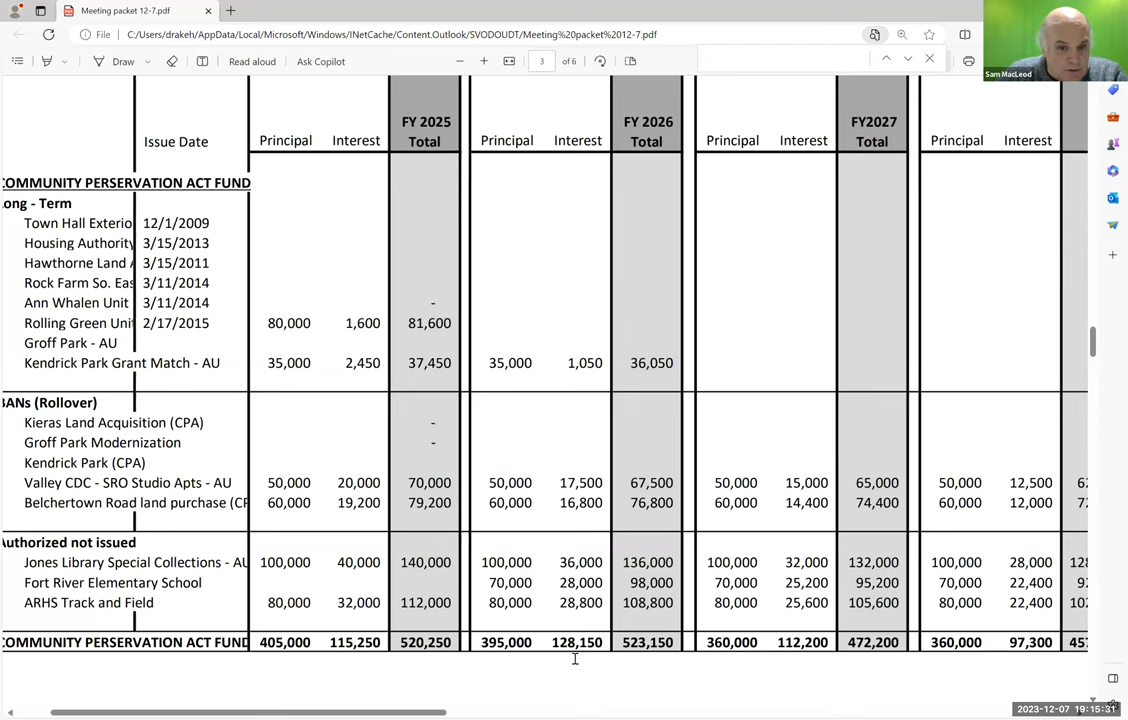 Meeting packet 12-7.pdf
File C:/Users/drakeh/AppData/Local/Microsoft/Windows/INetCache/Content.Outlook/SVODOUDT/Meeting%20packet%2012-7.pdf
Draw Read aloud Ask Copilot 3 of 6
Sam MacLeod
FY 2025 FY 2026 FY2027
Issue Date Principal Interest Total Principal Interest Total Principal Interest Total Principal Interest
COMMUNITY PERSERVATION ACT FUND
Long - Term
Town Hall Exterio 12/1/2009
Housing Authority 3/15/2013
Hawthorne Land 3/15/2011
Rock Farm So. Eas 3/11/2014
Ann Whalen Unit 3/11/2014 -
Rolling Green Unit 2/17/2015 80,000 1,600 81,600
Groff Park - AU
Kendrick Park Grant Match - AU 35,000 2,450 37,450 35,000 1,050 36,050
BANs (Rollover)
Kieras Land Acquisition (CPA) -
Groff Park Modernization -
Kendrick Park (CPA)
Valley CDC - SRO Studio Apts - AU 50,000 20,000 70,000 50,000 17,500 67,500 50,000 15,000 65,000 50,000 12,500 62
Belchertown Road land purchase (CP 60,000 19,200 79,200 60,000 16,800 76,800 60,000 14,400 74,400 60,000 12,000 72
Authorized not issued
Jones Library Special Collections - AU 100,000 40,000 140,000 100,000 36,000 136,000 100,000 32,000 132,000 100,000 28,000 128
Fort River Elementary School 70,000 28,000 98,000 70,000 25,200 95,200 70,000 22,400 92
ARHS Track and Field 80,000 32,000 112,000 80,000 28,800 108,800 80,000 25,600 105,600 80,000 22,400 102
COMMUNITY PERSERVATION ACT FUND 405,000 115,250 520,250 395,000 128,150 523,150 360,000 112,200 472,200 360,000 97,300 457
2023-12-07 19:15:31